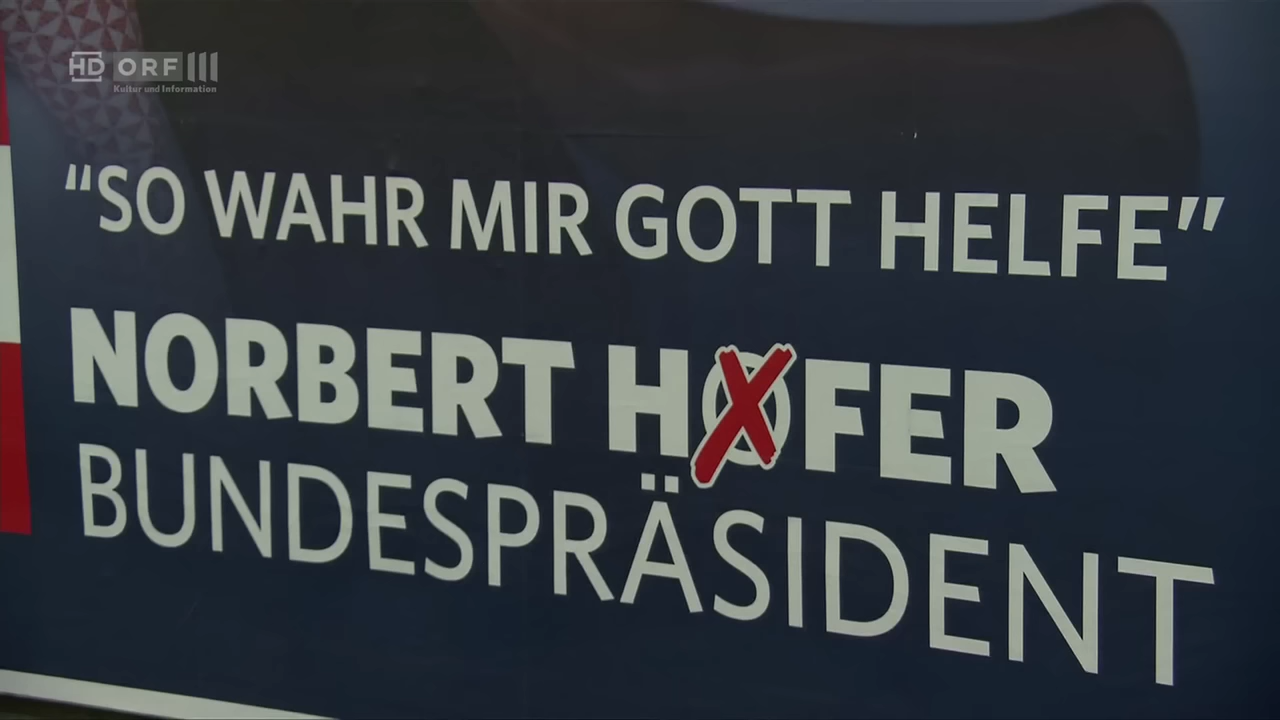 HD ORF III
Kultur und Information
"SO WAHR MIR GOTT HELFE"
NORBERT HOFER
BUNDESPRÄSIDENT